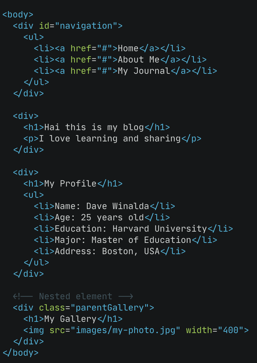 <body>
<div id="navigation">
<ul>
<li><a href="#">Home</a></li>
<li><a href="#">About Me</a></li>
<li><a href="#">My Journal</a></li>
</ul>
</div>
<div>
<h1>Hai this is my blog</h1>
<p>I love learning and sharing</p>
</div>
<div>
<h1>My Profile</h1>
<ul>
<li>Name: Dave Winalda</li>
<li>Age: 25 years old</li>
<li>Education: Harvard University</li>
<li>Major: Master of Education</li>
<li>Address: Boston, USA</li>
<ul>
</div>
<!-- Nested element -->
<div class="parentGallery">
<h1>My Gallery</h1>
<img src="images/my-photo.jpg" width="400">
</div>
</body>